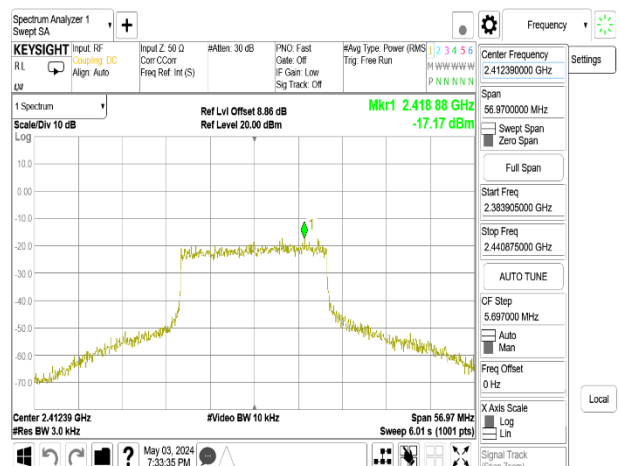 Spectrum Analyzer 1
Swept SA
+
Frequency
KEYSIGHT
RL
Input: RF
Coupling: DC
Align: Auto
Input Z: 50 Ω
Corr CCorr
Freq Ref: Int (S)
#Atten: 30 dB
PNO: Fast
Gate: Off
IF Gain: Low
Sig Track: Off
#Avg Type: Power (RMS
Trig: Free Run
1 2 3 4 5 6
M W W W W W
P N N N N N
Center Frequency
2.412390000 GHz
Settings
Span
56.9700000 MHz
Swept Span
Zero Span
Full Span
Start Freq
2.383905000 GHz
Stop Freq
2.440875000 GHz
AUTO TUNE
CF Step
5.697000 MHz
Auto
Man
Freq Offset
0 Hz
X Axis Scale
Log
Lin
Local
Signal Track
(Span Zoom)
1 Spectrum
Scale/Div 10 dB
Log
Ref Lvl Offset 8.86 dB
Ref Level 20.00 dBm
Mkr1 2.418 88 GHz
-17.17 dBm
1
10.0
0.00
-10.0
-20.0
-30.0
-40.0
-50.0
-60.0
-70.0
Center 2.41239 GHz
#Video BW 10 kHz
Span 56.97 MHz
#Res BW 3.0 kHz
Sweep 6.01 s (1001 pts)
?
May 03, 2024
7:33:35 PM